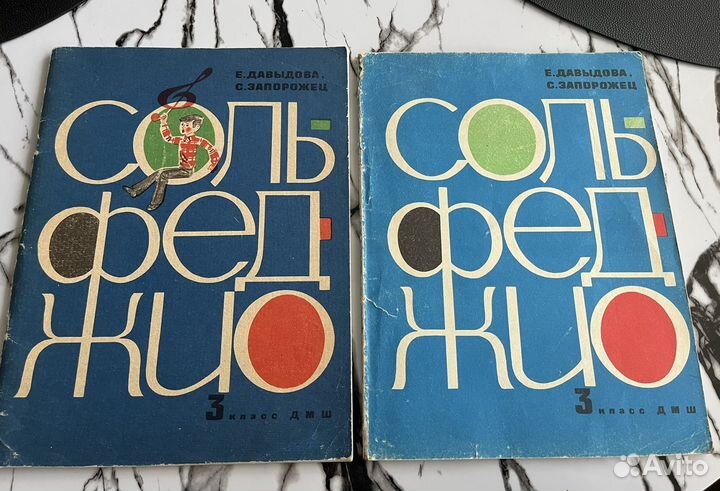 Е. ДАВЫДОВА,
С. ЗАПОРОЖЕЦ
СОЛЬ-
ФЕД-
ЖИО
3 класс ДМШ
Е. ДАВЫДОВА,
С. ЗАПОРОЖЕЦ
СОЛЬ-
ФЕД-
ЖИО
3 класс ДМШ
Avito